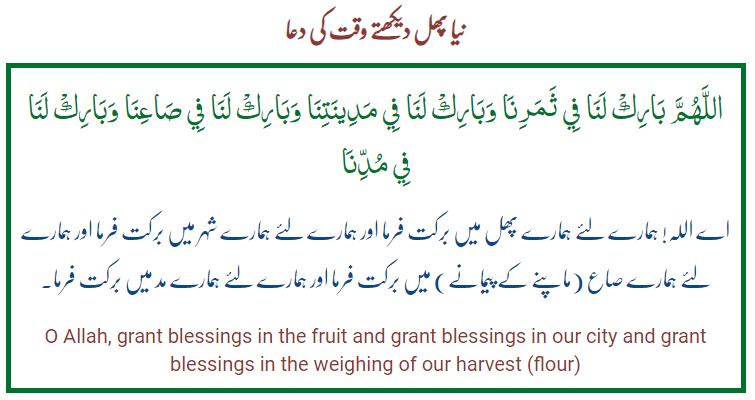 نیا پھل دیکھتے وقت کی دعا
اللَّهُمَّ بَارِكْ لَنَا فِي ثَمَرِنَا وَبَارِكْ لَنَا فِي مَدِينَتِنَا وَبَارِكْ لَنَا فِي صَاعِنَا وَبَارِكْ لَنَا
فِي مُدِّنَا
اے اللہ! ہمارے لئے ہمارے پھل میں برکت فرما اور ہمارے لئے ہمارے شہر میں برکت فرما اور ہمارے
لئے ہمارے صاع (ماپنے کے پیمانے) میں برکت فرما اور ہمارے لئے ہمارے مد میں برکت فرما۔
O Allah, grant blessings in the fruit and grant blessings in our city and grant
blessings in the weighing of our harvest (flour)